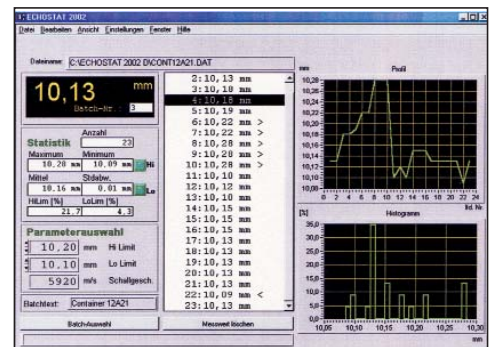 ECHOSTAT 2002
Datei Bearbeiten Ansicht Einstellungen Fenster Hilfe
Dateiname: C:\ECHOSTAT 2002 D\CONT12A21.DAT
10,13 mm
Batch-Nr.: 3
Statistik
Anzahl
23
Maximum Minimum
10.28 mm 10,09 mm Hi
Mittel Stdabw.
10.16 mm 0.01 mm Lo
HiLim [%] LoLim [%]
21.7 4.3
Parameterauswahl
10,20 mm Hi Limit
10,10 mm Lo Limit
5920 m/s Schallgesch.
Batchtext: Container 12A21
Batch-Auswahl
2:10,13 mm
3:10,18 mm
4:10,18 mm
5:10,19 mm
6:10,22 mm >
7:10,22 mm >
8:10,28 mm >
9:10,28 mm >
10:10,28 mm >
11:10,10 mm
12:10,12 mm
13:10,10 mm
14:10,15 mm
15:10,15 mm
16:10,15 mm
17:10,13 mm
18:10,13 mm
19:10,13 mm
20:10,13 mm
21:10,13 mm
22:10,09 mm <
23:10,13 mm
Messwert löschen
mm Profil
10,28
10,26
10,24
10,22
10,20
10,18
10,16
10,14
10,12
10,10
10,08
0 2 4 6 8 10 12 14 16 18 20 22 24
lfd. Nr.
[%] Histogramm
35,0
30,0
25,0
20,0
15,0
10,0
5,0
0,0
10,05 10,10 10,15 10,20 10,25 10,30
mm